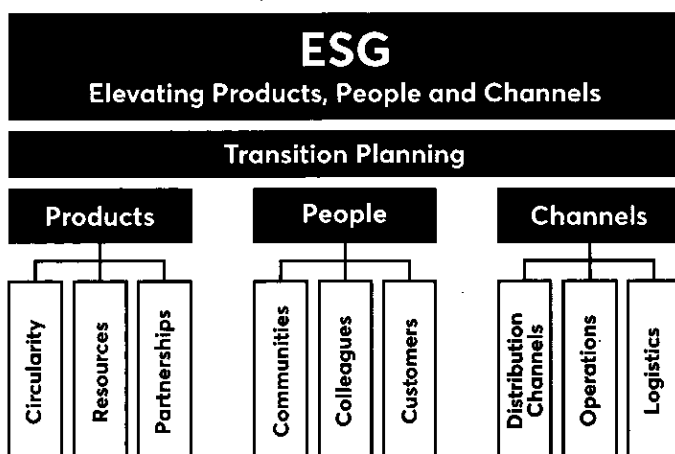 ESG
Elevating Products, People and Channels
Transition Planning
Products
People
Channels
Circularity
Resources
Partnerships
Communities
Colleagues
Customers
Distribution
Channels
Operations
Logistics